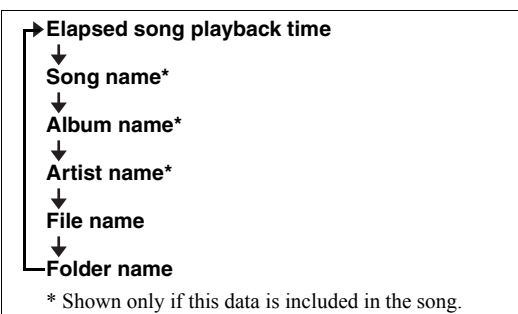 Elapsed song playback time
Song name*
Album name*
Artist name*
File name
Folder name
* Shown only if this data is included in the song.